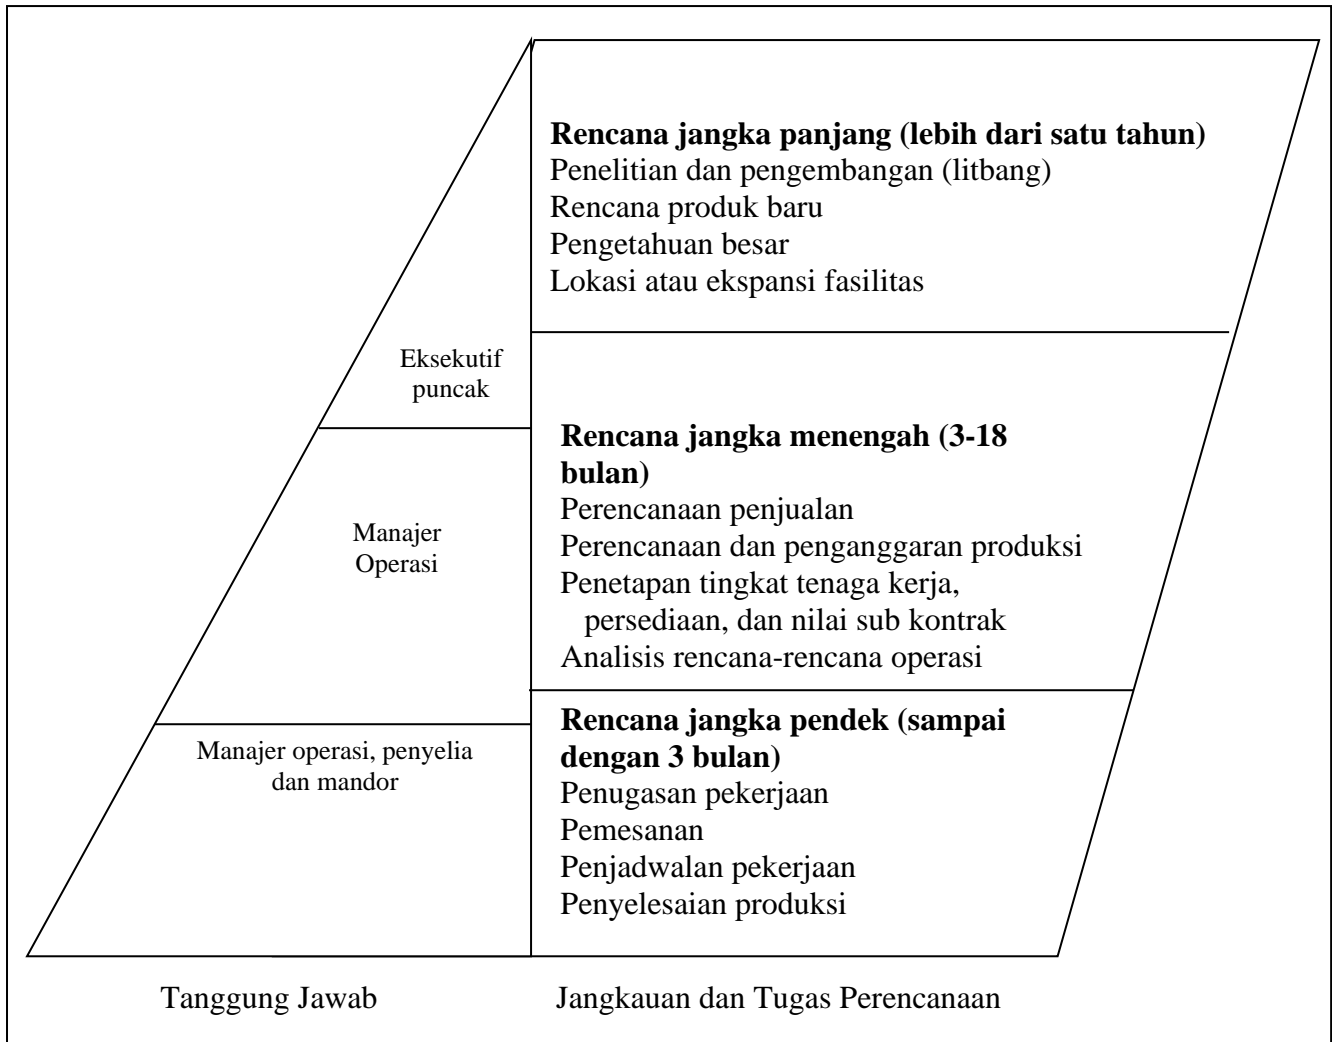 Rencana jangka panjang (lebih dari satu tahun)
Penelitian dan pengembangan (litbang)
Rencana produk baru
Pengetahuan besar
Lokasi atau ekspansi fasilitas
Eksekutif
puncak
Rencana jangka menengah (3-18
bulan)
Perencanaan penjualan
Perencanaan dan penganggaran produksi
Penetapan tingkat tenaga kerja,
persediaan, dan nilai sub kontrak
Analisis rencana-rencana operasi
Manajer
Operasi
Rencana jangka pendek (sampai
dengan 3 bulan)
Penugasan pekerjaan
Pemesanan
Penjadwalan pekerjaan
Penyelesaian produksi
Manajer operasi, penyelia
dan mandor
Tanggung Jawab
Jangkauan dan Tugas Perencanaan